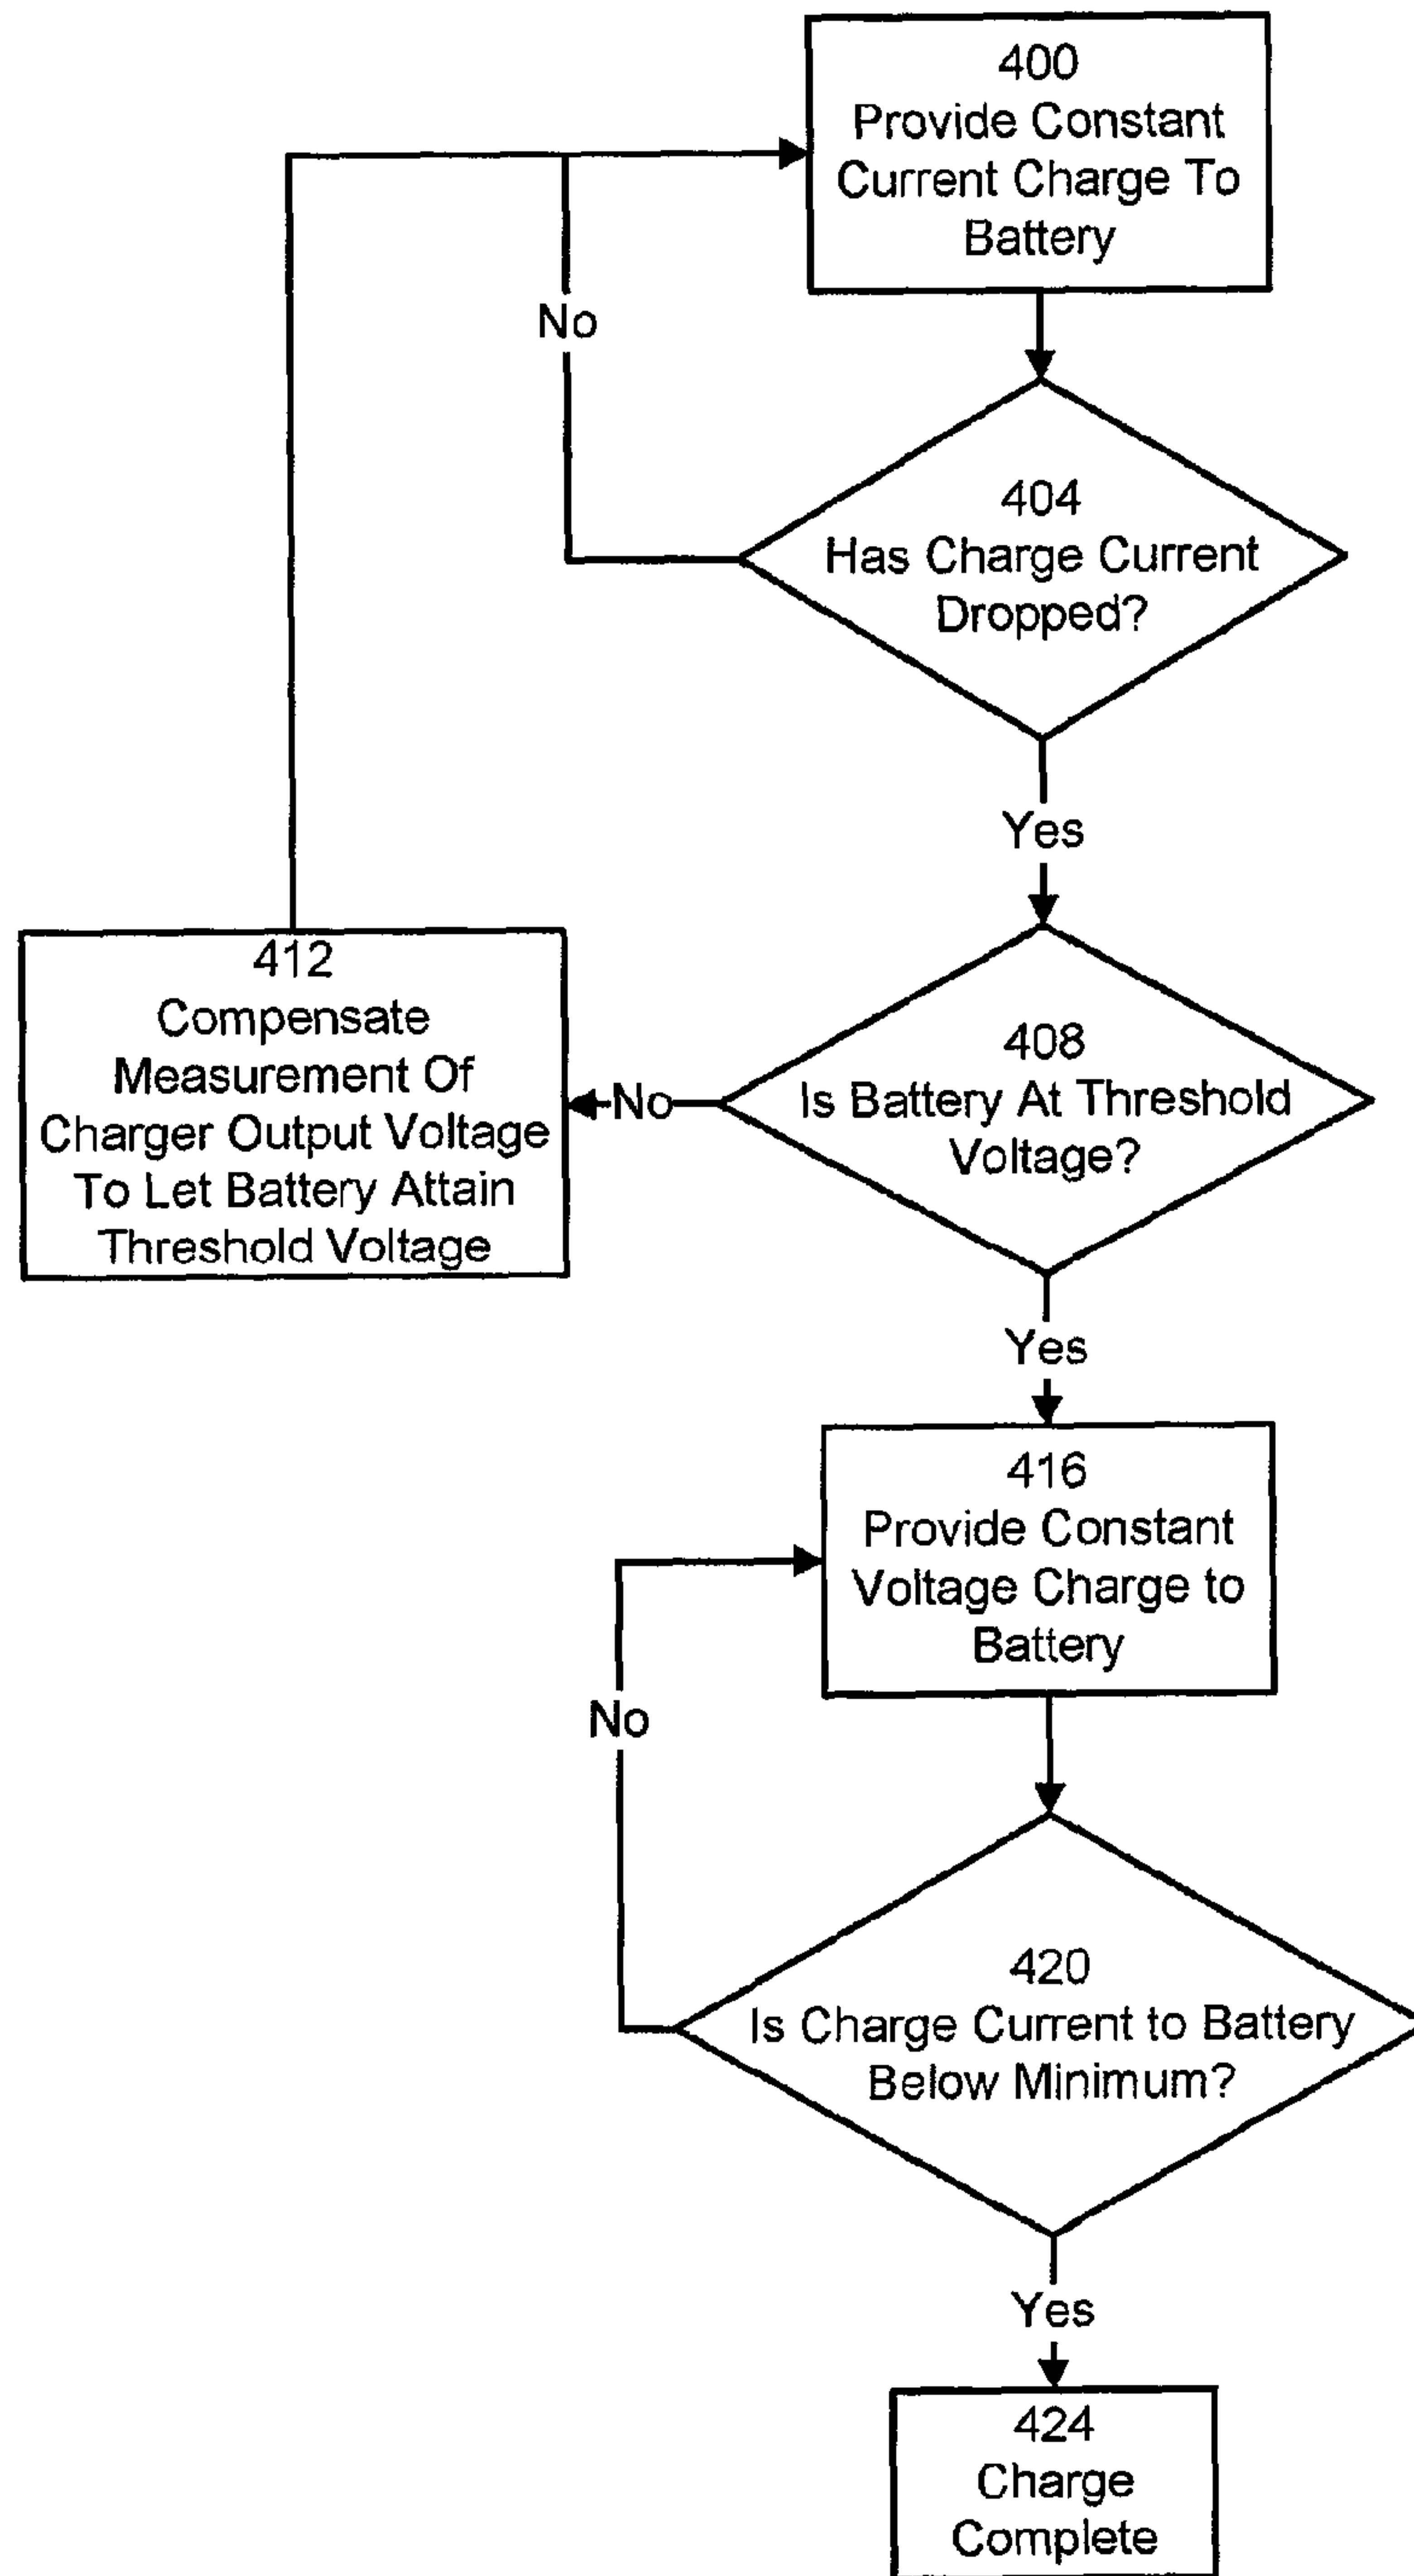 400
Provide Constant
Current Charge To
Battery
No
404
Has Charge Current
Dropped?
Yes
412
Compensate
Measurement Of
Charger Output Voltage
To Let Battery Attain
Threshold Voltage
No
408
Is Battery At Threshold
Voltage?
Yes
416
Provide Constant
Voltage Charge to
Battery
No
420
Is Charge Current to Battery
Below Minimum?
Yes
424
Charge
Complete